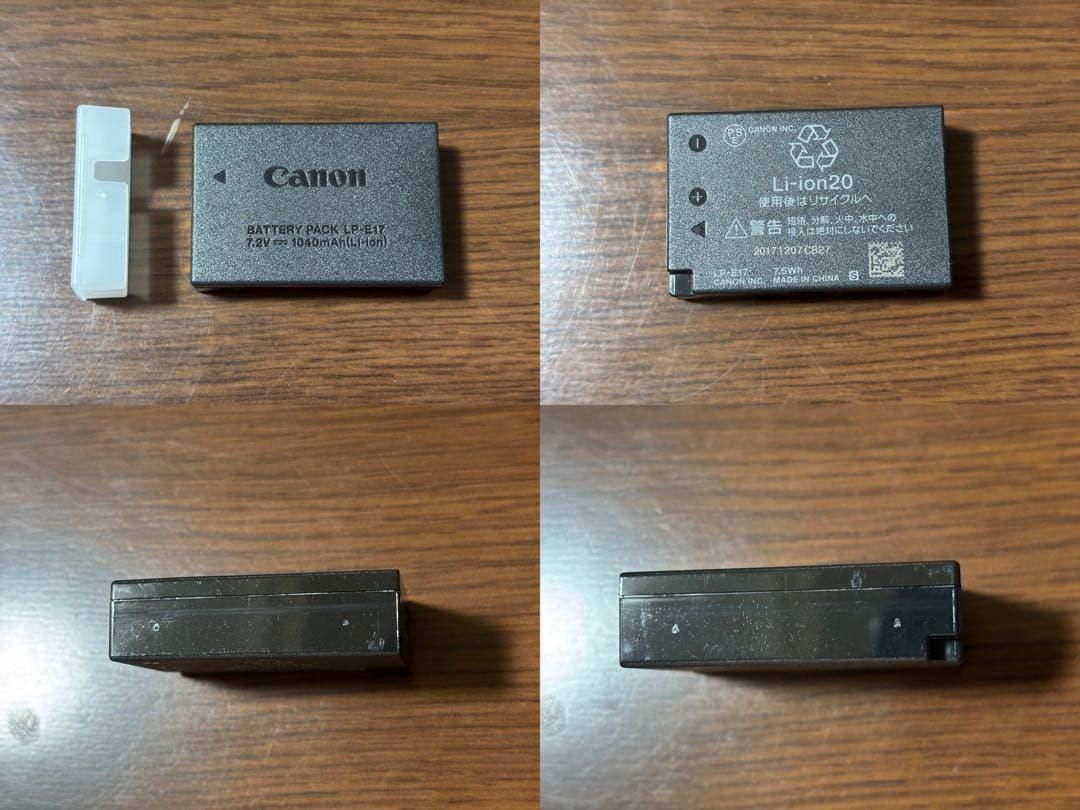 Canon
BATTERY PACK LP-E17
7.2V 1040mAh(Li-ion)
PS
E
CANON INC.
Li-ion20
使用後はリサイクルへ
警告 短絡、分解、火中、水中への
投入は絶対にしないでください。
20171207CB27
LP-E17 7.5Wh
CANON INC. MADE IN CHINA S